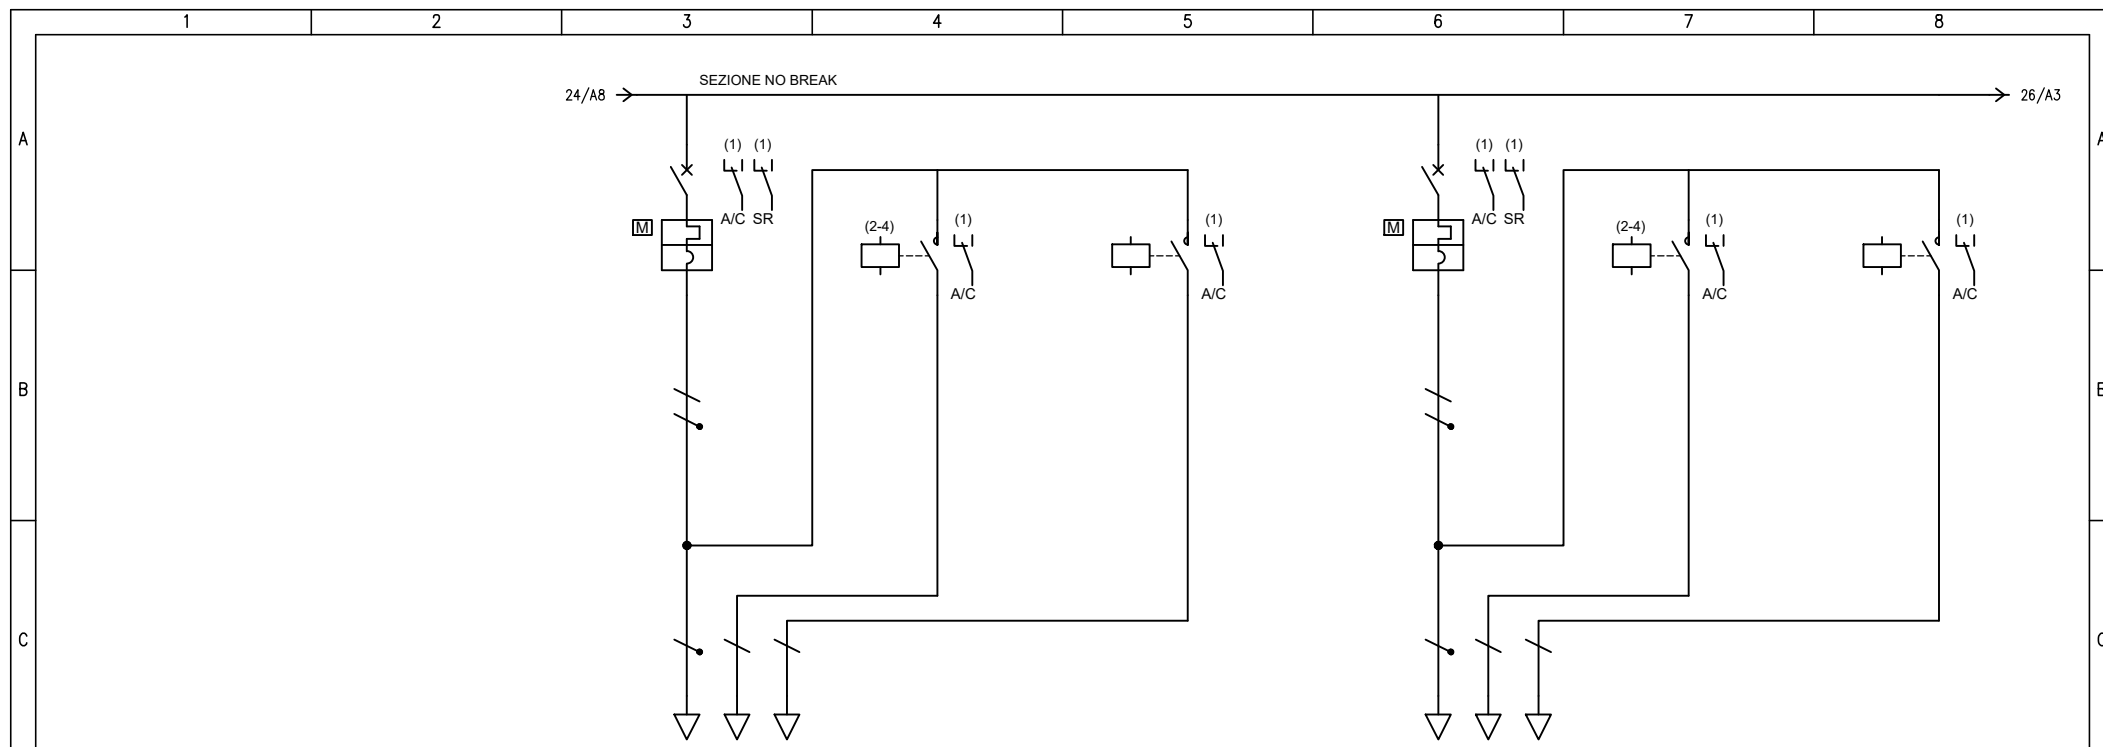 1 2 3 4 5 6 7 8
SEZIONE NO BREAK
24/A8 26/A3
A A
(1) (1) (1) (1)
A/C SR A/C SR
M (2-4) (1) (1) M (2-4) (1) (1)
A/C A/C A/C A/C
B B
C C